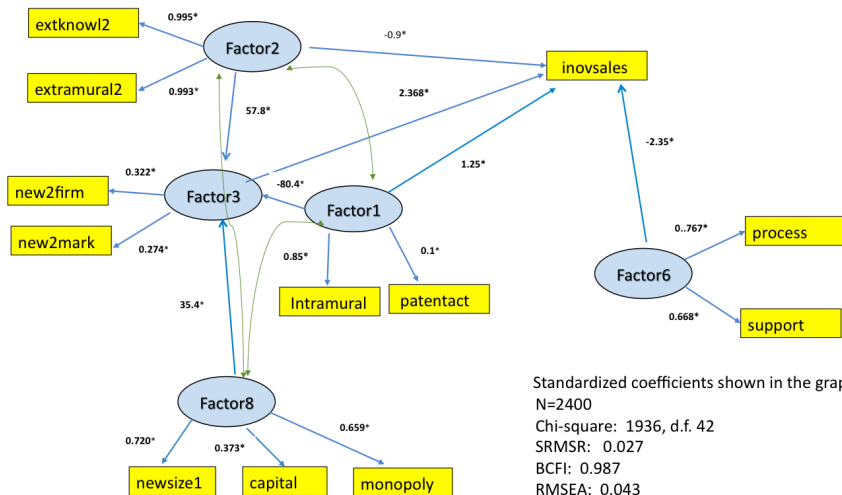 extknowl2
0.995*
Factor2
-0.9*
inovsales
extramural2
0.993*
57.8*
2.368*
1.25*
-2.35*
new2firm
0.322*
Factor3
-80.4*
Factor1
new2mark
0.274*
0.85*
0.1*
Intramural
patentact
Factor6
0..767*
process
0.668*
support
35.4*
Factor8
0.720*
0.373*
0.659*
newsize1
capital
monopoly
Standardized coefficients shown in the grap
N=2400
Chi-square: 1936, d.f. 42
SRMSR: 0.027
BCFI: 0.987
RMSEA: 0.043